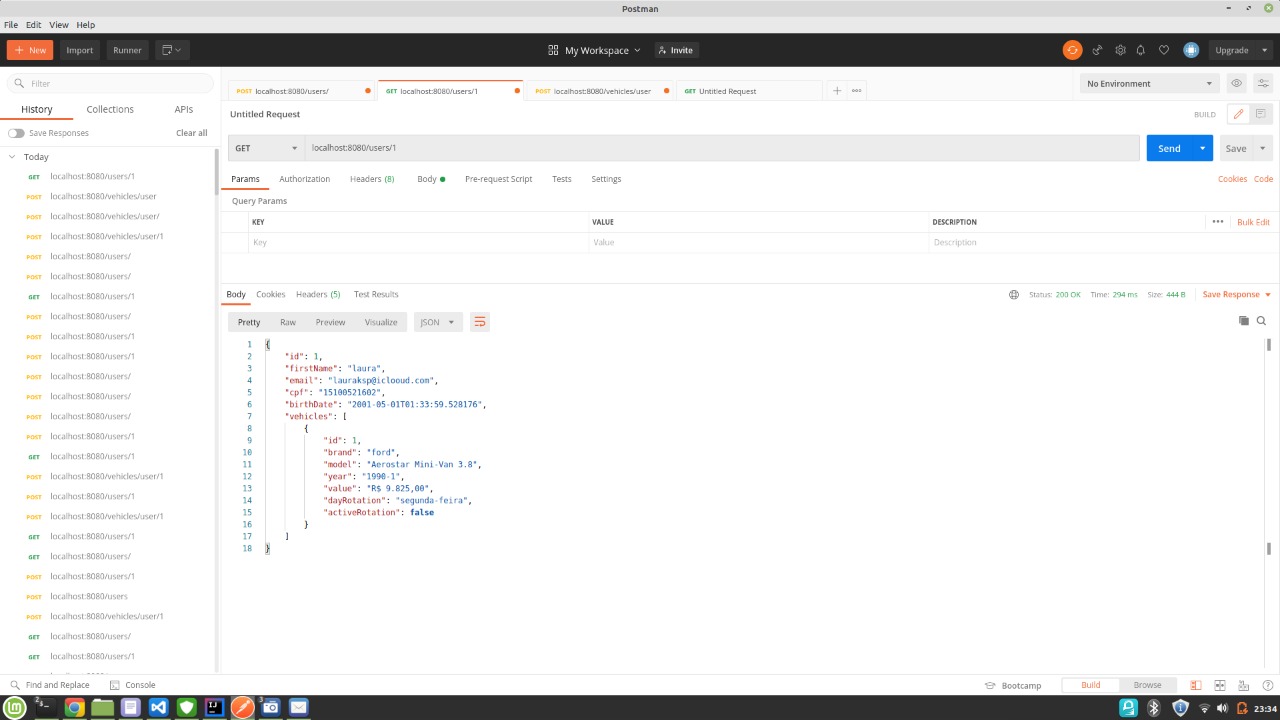 Postman
File Edit View Help
New Import Runner My Workspace Invite Upgrade
Filter
History Collections APIs
Save Responses Clear all
Today
GET localhost:8080/users/1
POST localhost:8080/vehicles/user
POST localhost:8080/vehicles/user/
POST localhost:8080/vehicles/user/1
POST localhost:8080/users/
POST localhost:8080/users/
GET localhost:8080/users/1
POST localhost:8080/users/
POST localhost:8080/users/1
POST localhost:8080/users/1
POST localhost:8080/users/
POST localhost:8080/users/
POST localhost:8080/users/
POST localhost:8080/users/1
GET localhost:8080/users/1
POST localhost:8080/vehicles/user/1
POST localhost:8080/users/1
POST localhost:8080/vehicles/user/1
GET localhost:8080/users/1
GET localhost:8080/users/
POST localhost:8080/users/1
POST localhost:8080/users
POST localhost:8080/vehicles/user/1
GET localhost:8080/users/
GET localhost:8080/users/1
POST localhost:8080/users/ GET localhost:8080/users/1 POST localhost:8080/vehicles/user GET Untitled Request No Environment
Untitled Request BUILD
GET localhost:8080/users/1 Send Save
Params Authorization Headers (8) Body Pre-request Script Tests Settings Cookies Code
Query Params
KEY VALUE DESCRIPTION Bulk Edit
Key Value Description
Body Cookies Headers (5) Test Results Status: 200 OK Time: 294 ms Size: 444 B Save Response
Pretty Raw Preview Visualize JSON
1 {
2 "id": 1,
3 "firstName": "laura",
4 "email": "lauraksp@iclooud.com",
5 "cpf": "15100521602",
6 "birthDate": "2001-05-01T01:33:59.528176",
7 "vehicles": [
8 {
9 "id": 1,
10 "brand": "ford",
11 "model": "Aerostar Mini-Van 3.8",
12 "year": "1990-1",
13 "value": "R$ 9.825,00",
14 "dayRotation": "segunda-feira",
15 "activeRotation": false
16 }
17 ]
18 }
Find and Replace Console Bootcamp Build Browse
23:34